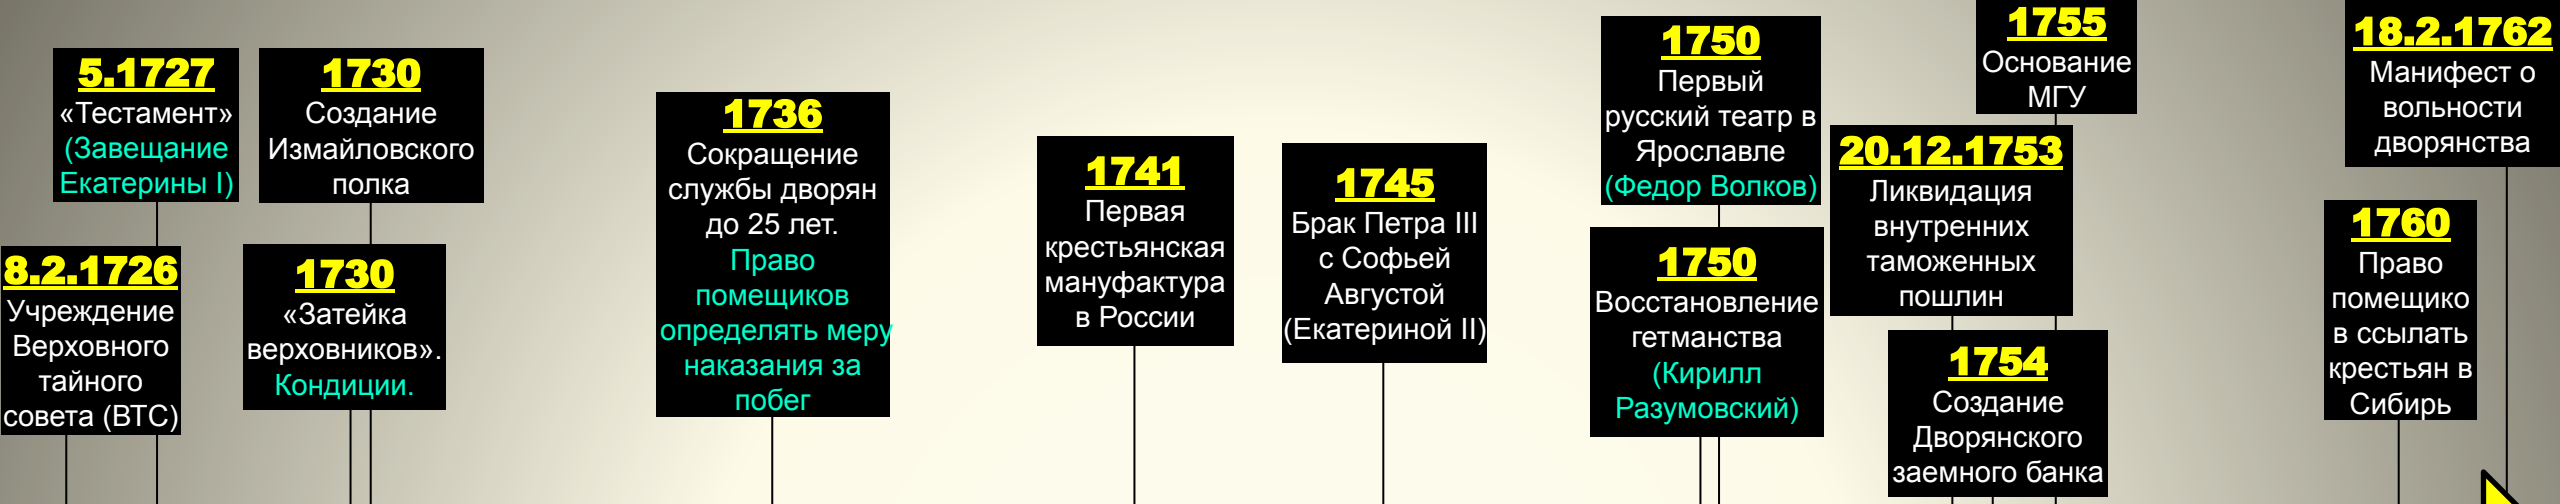 5.1727
«Тестамент»
(Завещание
Екатерины I)
8.2.1726
Учреждение
Верховного
тайного
совета (ВТС)
1730
Создание
Измайловского
полка
1730
«Затейка
верховников».
Кондиции.
1736
Сокращение
службы дворян
до 25 лет.
Право
помещиков
определять меру
наказания за
побег
1741
Первая
крестьянская
мануфактура
в России
1745
Брак Петра III
с Софьей
Августой
(Екатериной II)
1750
Первый
русский театр в
Ярославле
(Федор Волков)
1750
Восстановление
гетманства
(Кирилл
Разумовский)
1755
Основание
МГУ
20.12.1753
Ликвидация
внутренних
таможенных
пошлин
1754
Создание
Дворянского
заемного банка
18.2.1762
Манифест о
вольности
дворянства
1760
Право
помещико
в ссылать
крестьян в
Сибирь